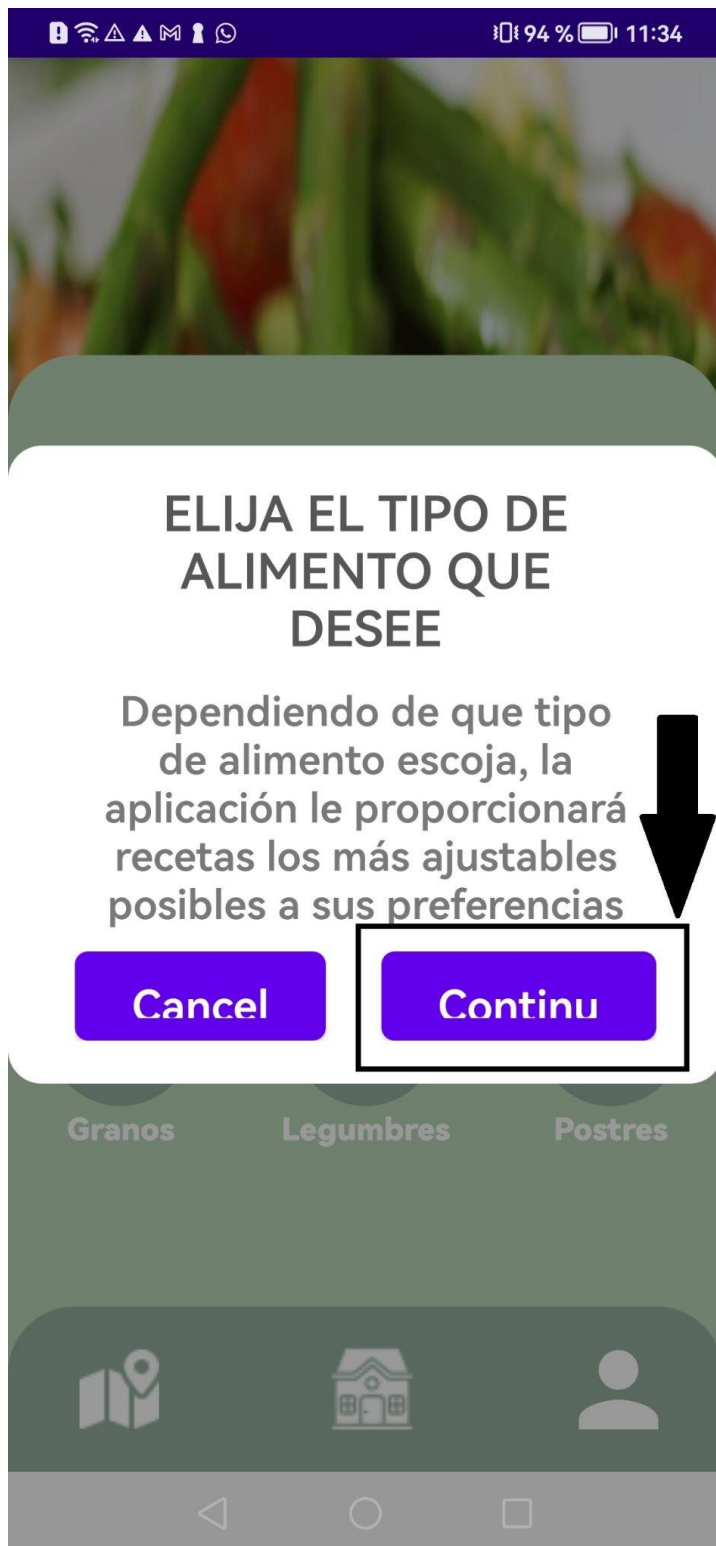 94 % 11:34
ELIJA EL TIPO DE
ALIMENTO QUE
DESEE
Dependiendo de que tipo
de alimento escoja, la
aplicación le proporcionará
recetas los más ajustables
posibles a sus preferencias
Cancel Continu
Granos Legumbres Postres